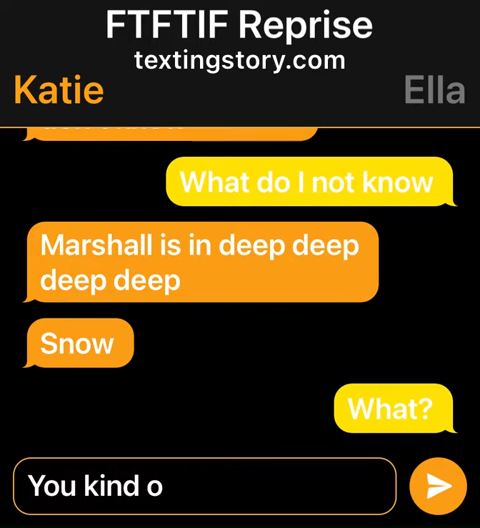 FTFTIF Reprise
textingstory.com
Katie
Ella
What do I not know
Marshall is in deep deep
deep deep
Snow
What?
You kind o